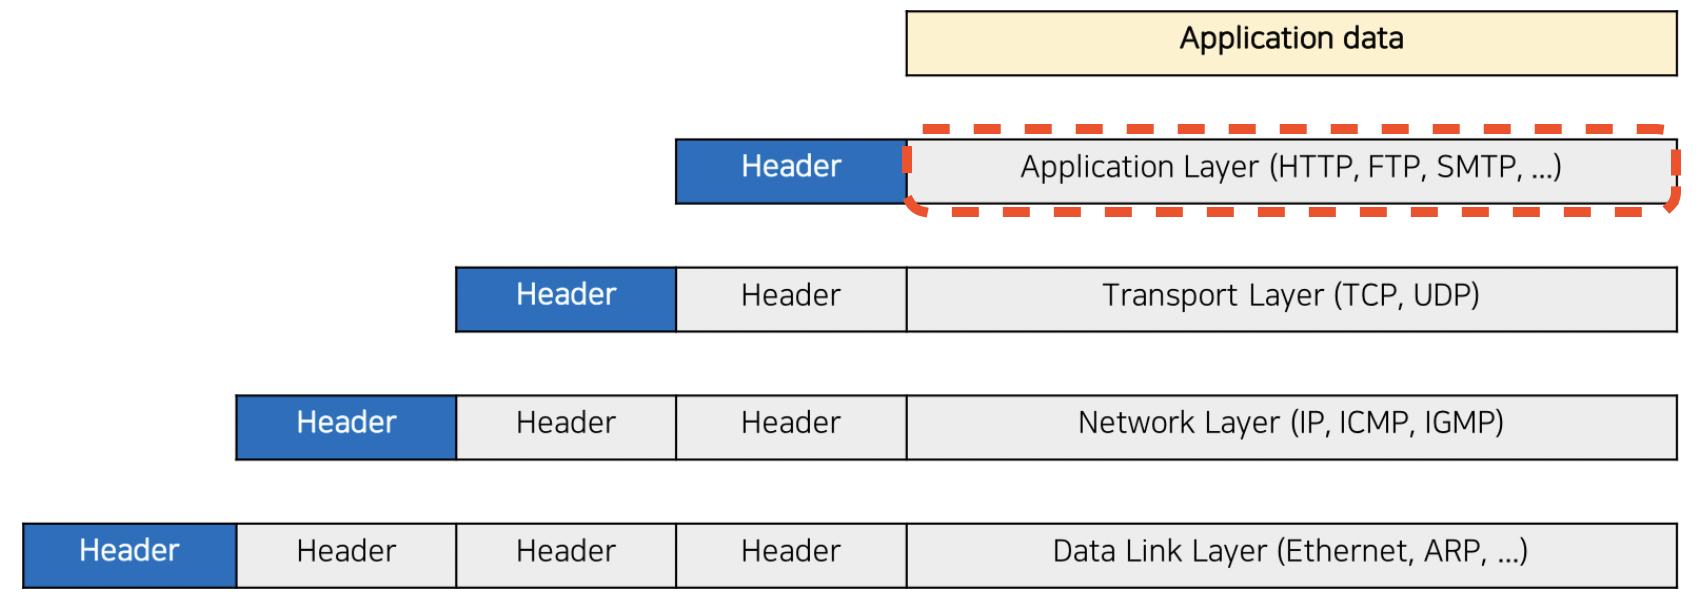 Application data
Header Application Layer (HTTP, FTP, SMTP, ...)
Header Header Transport Layer (TCP, UDP)
Header Header Header Network Layer (IP, ICMP, IGMP)
Header Header Header Header Data Link Layer (Ethernet, ARP, ...)